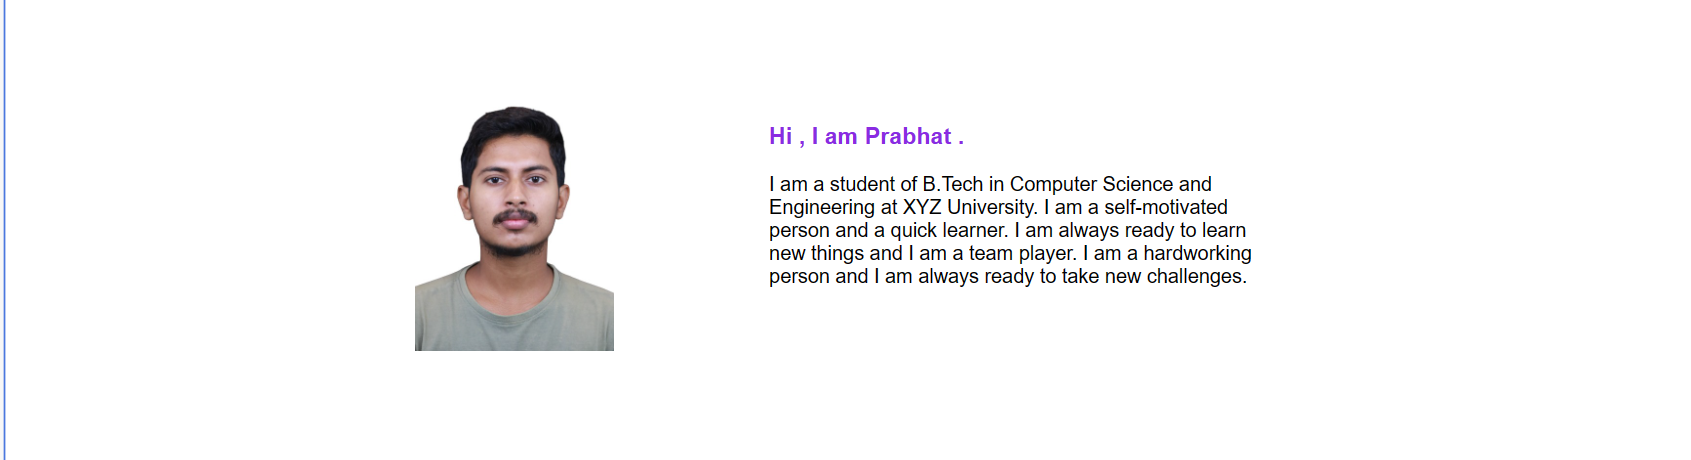 Hi , I am Prabhat .
I am a student of B.Tech in Computer Science and
Engineering at XYZ University. I am a self-motivated
person and a quick learner. I am always ready to learn
new things and I am a team player. I am a hardworking
person and I am always ready to take new challenges.